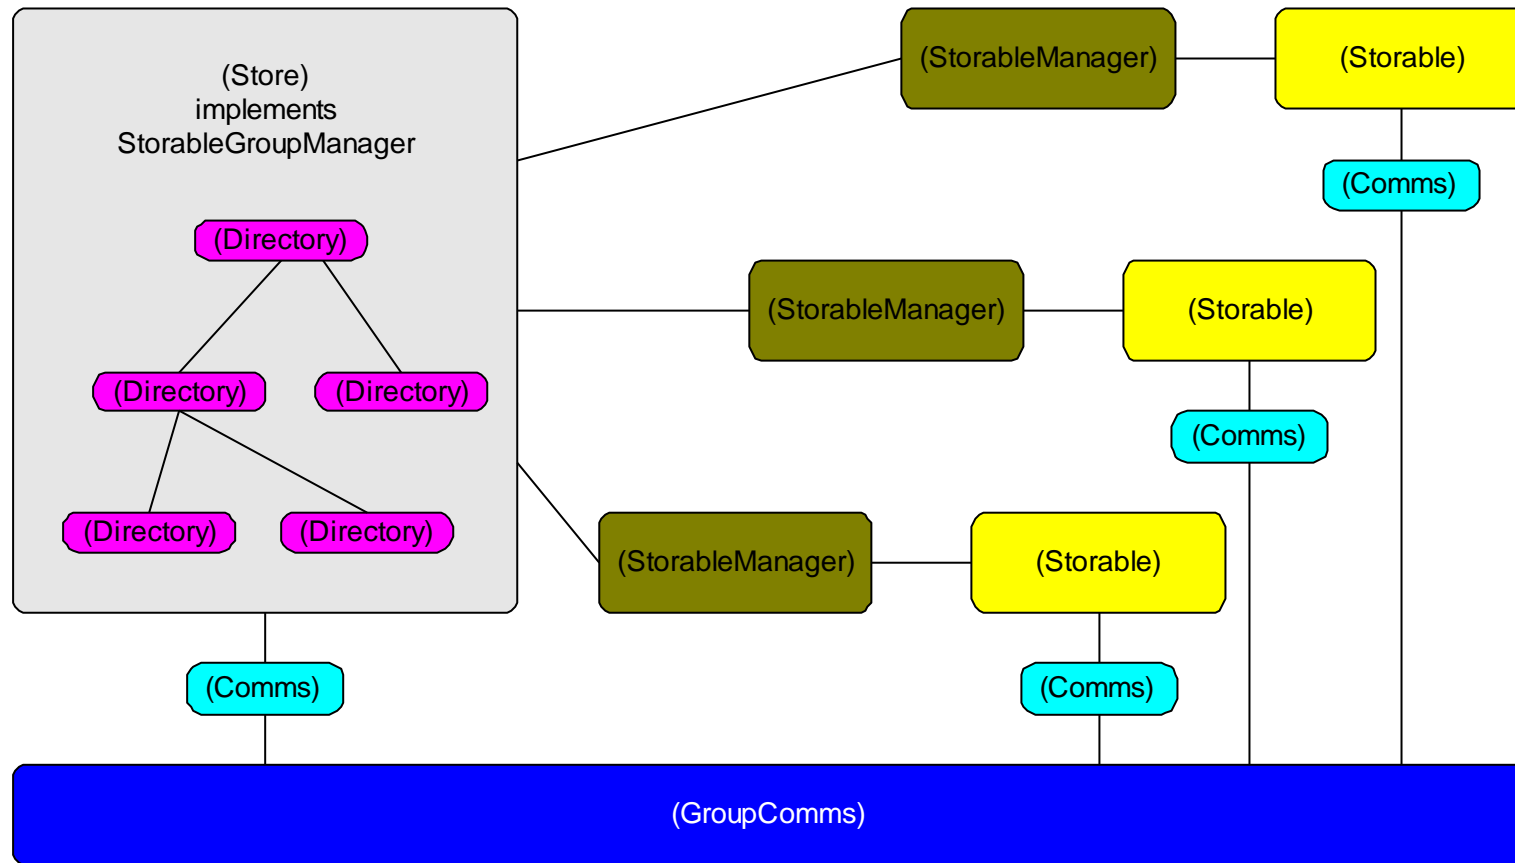 (Store)
implements
StorableGroupManager
(Directory)
(Directory)
(Directory)
(Directory)
(Directory)
(StorableManager)
(Storable)
(Comms)
(StorableManager)
(Storable)
(Comms)
(StorableManager)
(Storable)
(Comms)
(Comms)
(GroupComms)